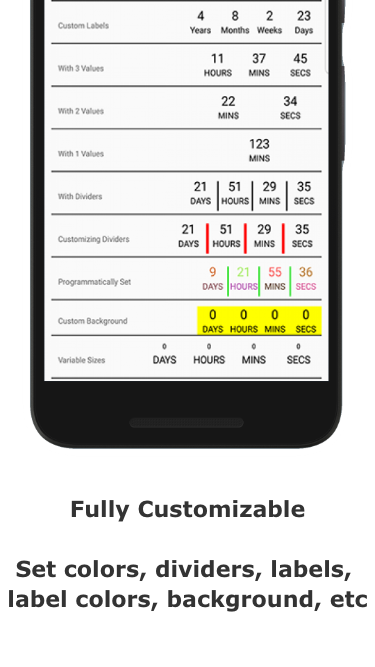 Custom Labels 4 8 2 23
Years Months Weeks Days
With 3 Values 11 37 45
HOURS MINS SECS
With 2 Values 22 34
MINS SECS
With 1 Values 123
MINS
With Dividers 21 51 29 35
DAYS HOURS MINS SECS
Customizing Dividers 21 51 29 35
DAYS HOURS MINS SECS
Programmatically Set 9 21 55 36
DAYS HOURS MINS SECS
Custom Background 0 0 0 0
DAYS HOURS MINS SECS
Variable Sizes 0 0 0 0
DAYS HOURS MINS SECS
Fully Customizable
Set colors, dividers, labels,
label colors, background, etc